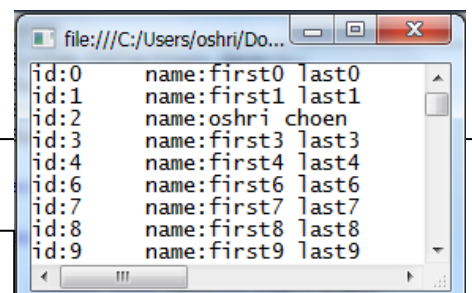 file:///C:/Users/oshri/Do...
id:0 name:first0 last0
id:1 name:first1 last1
id:2 name:oshri choen
id:3 name:first3 last3
id:4 name:first4 last4
id:6 name:first6 last6
id:7 name:first7 last7
id:8 name:first8 last8
id:9 name:first9 last9